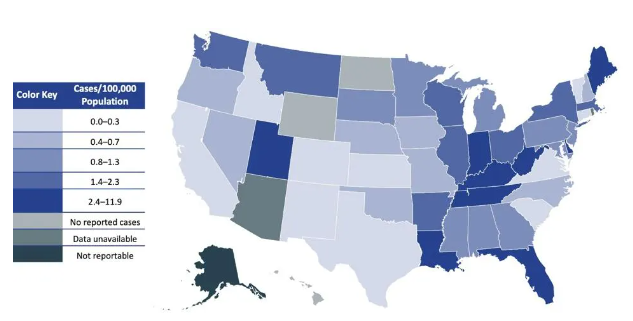 Color Key
Cases/100,000
Population
0.0–0.3
0.4–0.7
0.8–1.3
1.4–2.3
2.4–11.9
No reported cases
Data unavailable
Not reportable